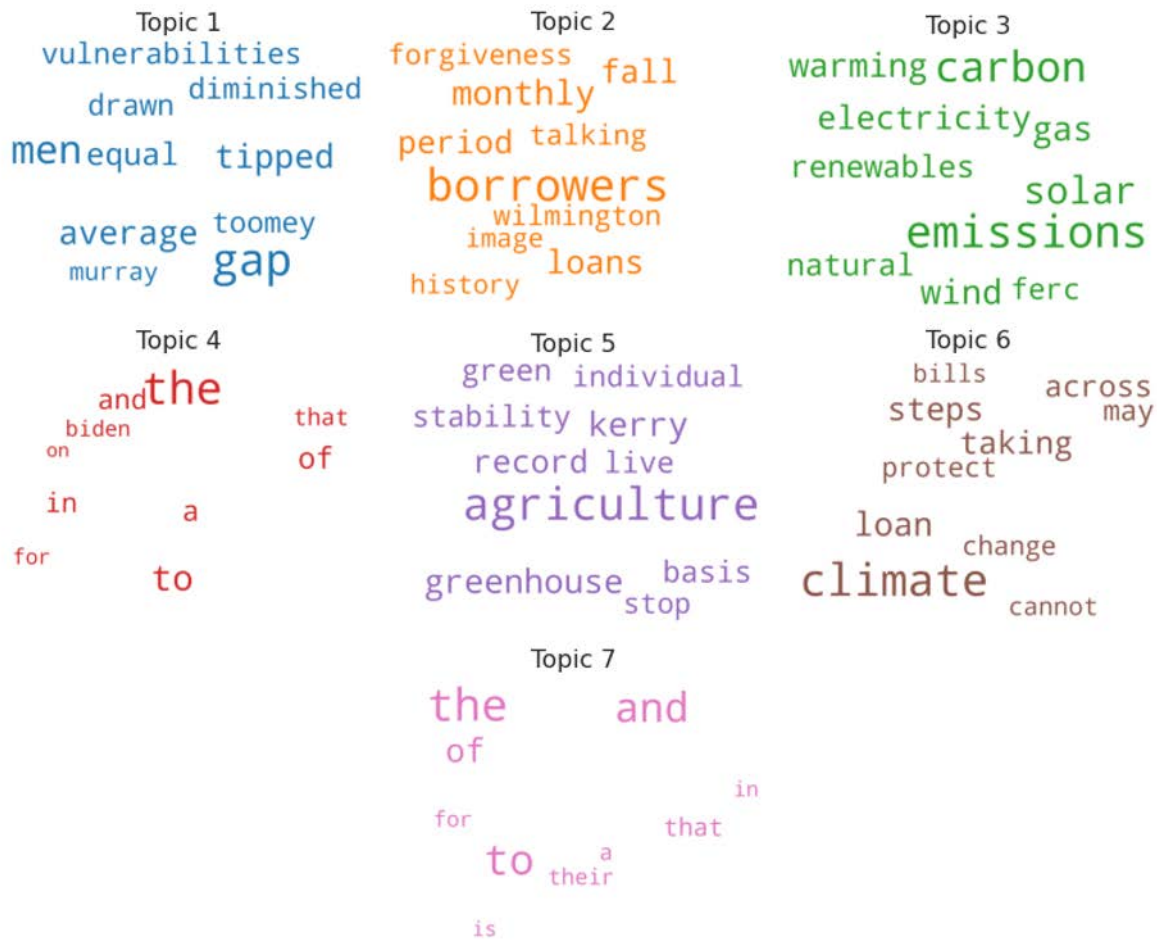 Topic 1
vulnerabilities
diminished
drawn
men equal tipped
toomey
average
murray gap
Topic 2
forgiveness
fall
monthly
period talking
borrowers
wilmington
image
loans
history
Topic 3
warming carbon
electricity gas
renewables
solar
emissions
natural
wind ferc
Topic 4
and the
that
biden
on of
in a
for
to
Topic 5
green individual
stability kerry
record live
agriculture
basis
greenhouse
stop
Topic 6
bills
across
steps may
taking
protect
loan
change
climate
cannot
Topic 7
the and
of
in
for
that
to a
their
is